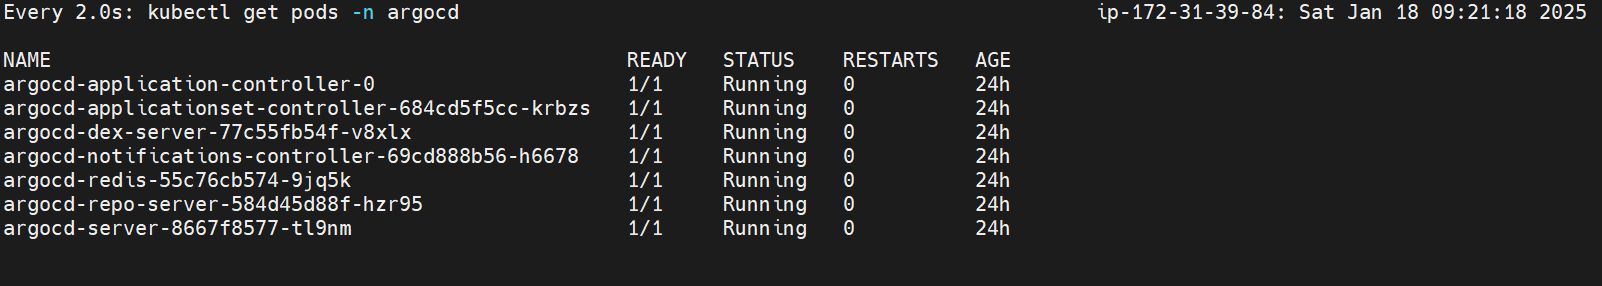 Every 2.0s: kubectl get pods -n argocd ip-172-31-39-84: Sat Jan 18 09:21:18 2025
NAME READY STATUS RESTARTS AGE
argocd-application-controller-0 1/1 Running 0 24h
argocd-applicationset-controller-684cd5f5cc-krbzs 1/1 Running 0 24h
argocd-dex-server-77c55fb54f-v8xlx 1/1 Running 0 24h
argocd-notifications-controller-69cd888b56-h6678 1/1 Running 0 24h
argocd-redis-55c76cb574-9jq5k 1/1 Running 0 24h
argocd-repo-server-584d45d88f-hzr95 1/1 Running 0 24h
argocd-server-8667f8577-tl9nm 1/1 Running 0 24h